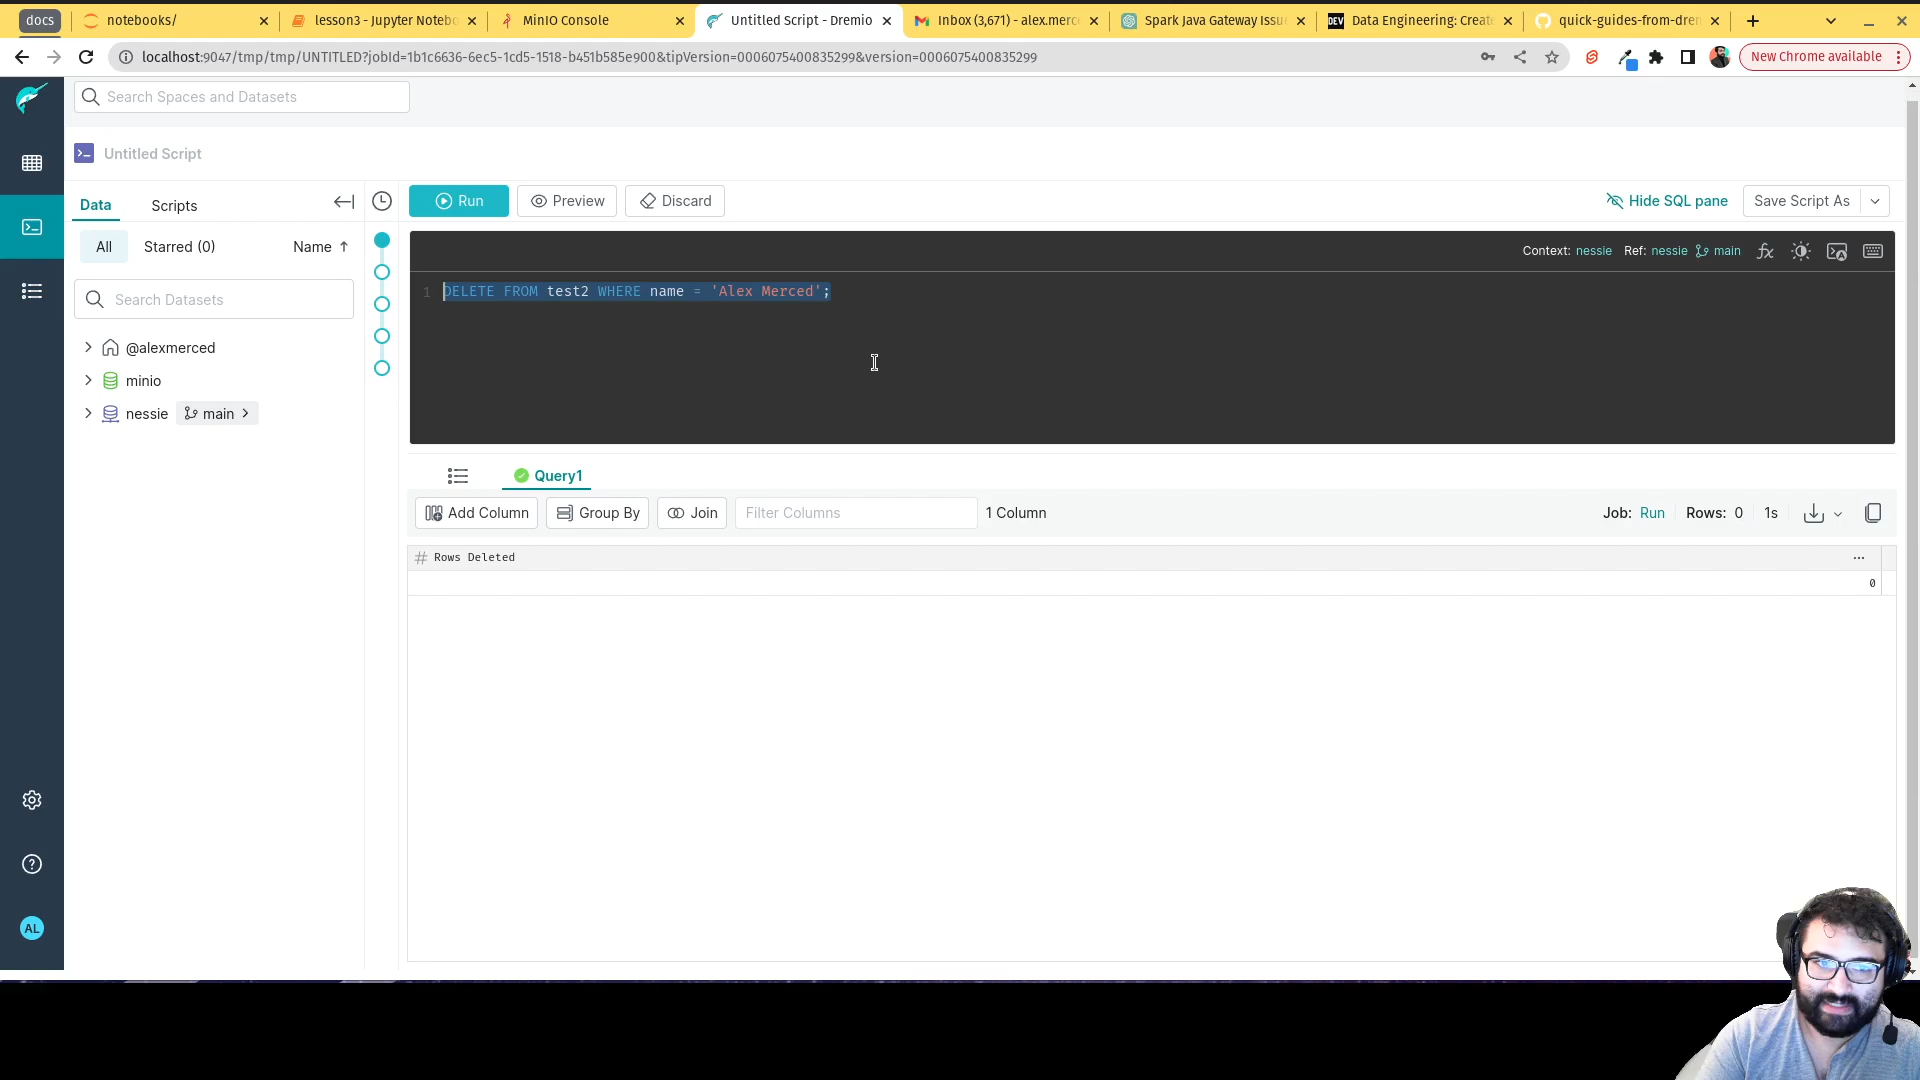 docs
notebooks/
lesson3 - Jupyter Notebo
MinIO Console
Untitled Script - Dremio
Inbox (3,671) - alex.merc
Spark Java Gateway Issu
DEV Data Engineering: Create
quick-guides-from-dren
localhost:9047/tmp/tmp/UNTITLED?jobId=1b1c6636-6ec5-1cd5-1518-b451b585e900&tipVersion=0006075400835299&version=0006075400835299
New Chrome available
Search Spaces and Datasets
Untitled Script
Data
Scripts
Run
Preview
Discard
Hide SQL pane
Save Script As
All
Starred (0)
Name
Context: nessie Ref: nessie main
1 DELETE FROM test2 WHERE name = 'Alex Merced';
Search Datasets
@alexmerced
minio
nessie main
Query1
Add Column
Group By
Join
Filter Columns
1 Column
Job: Run
Rows: 0
1s
# Rows Deleted
...
0
AL